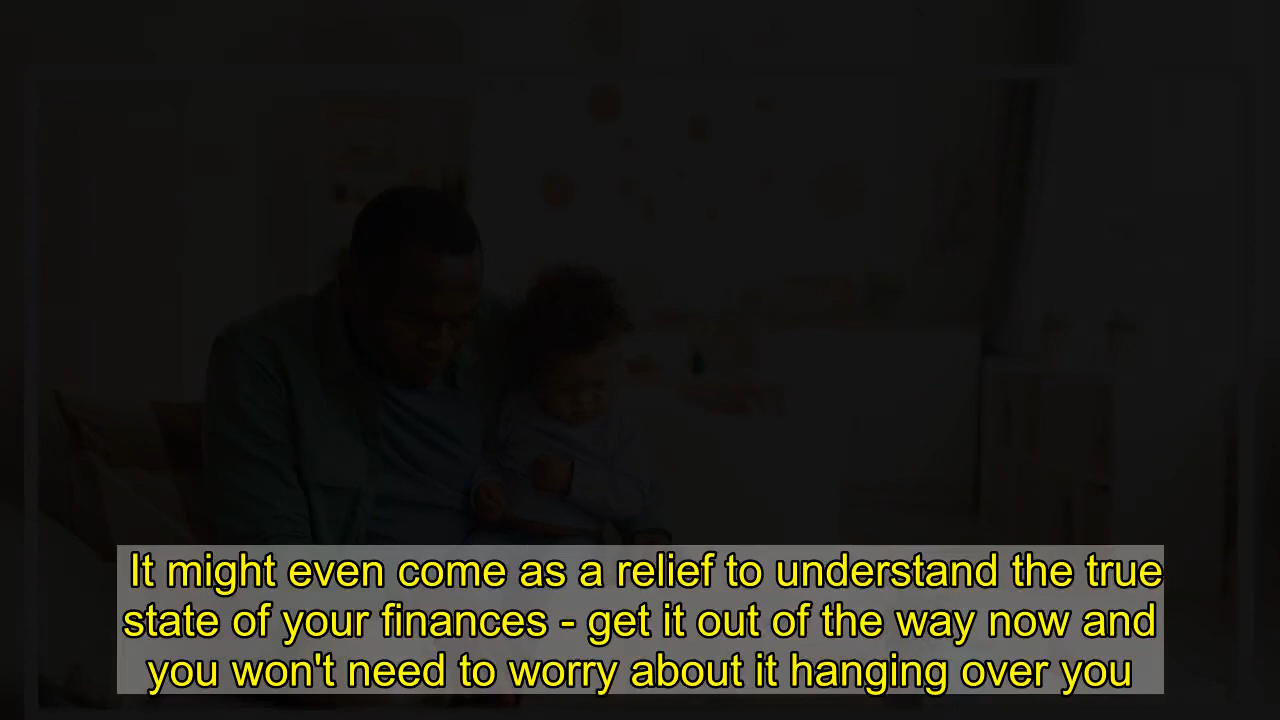 It might even come as a relief to understand the true
state of your finances - get it out of the way now and
you won't need to worry about it hanging over you